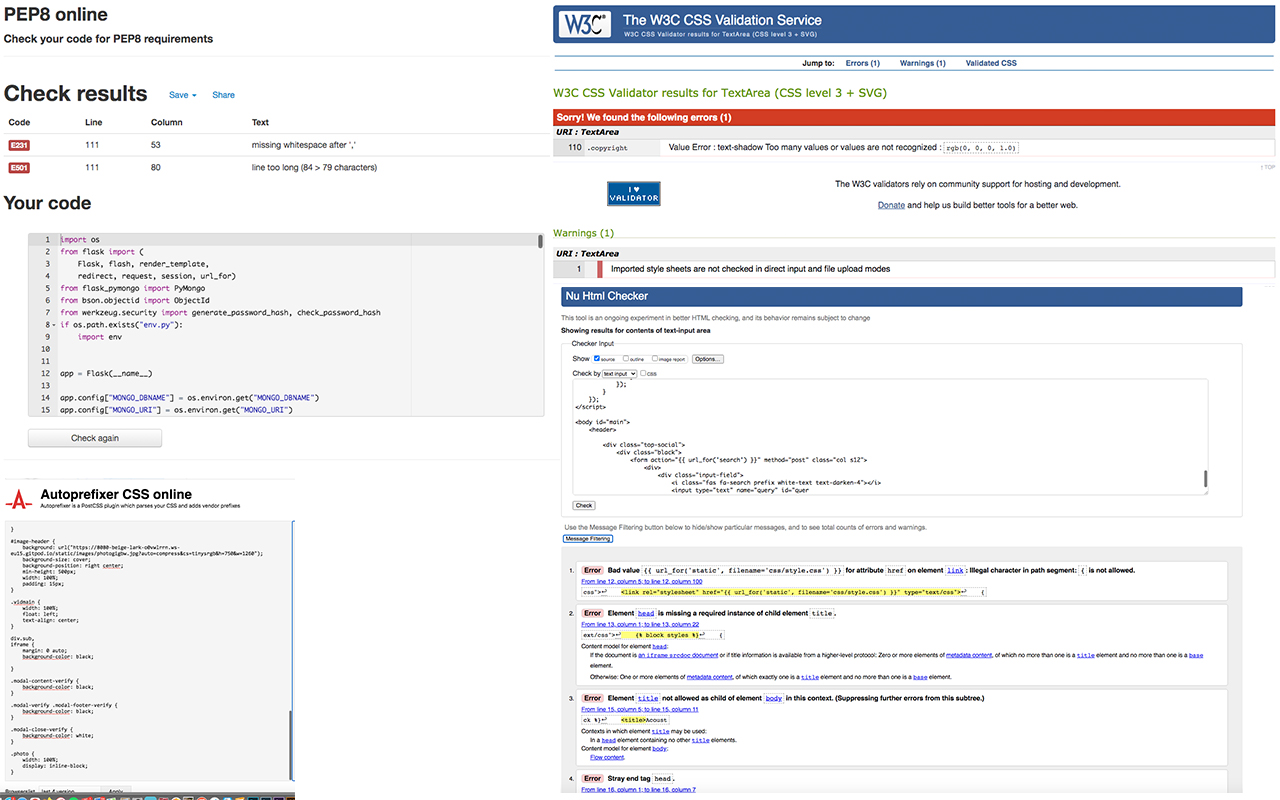 PEP8 online
Check your code for PEP8 requirements
Check results
Save
Share
Code Line Column Text
E231 111 53 missing whitespace after ','
E501 111 80 line too long (84 > 79 characters)
Your code
1 import os
2 from flask import (
3 Flask, flash, render_template,
4 redirect, request, session, url_for)
5 from flask_pymongo import PyMongo
6 from bson.objectid import ObjectId
7 from werkzeug.security import generate_password_hash, check_password_hash
8 if os.path.exists("env.py"):
9 import env
10
11
12 app = Flask(__name__)
13
14 app.config["MONGO_DBNAME"] = os.environ.get("MONGO_DBNAME")
15 app.config["MONGO_URI"] = os.environ.get("MONGO_URI")
Check again
Autoprefixer CSS online
Autoprefixer is a PostCSS plugin which parses your CSS and adds vendor prefixes
}
#image-header {
background: url("https://8080-beige-lark-o0vwlrrn.ws-
eu15.gitpod.io/static/images/photogigbw.jpg?auto=compress&cs=tinysrgb&h=750&w=1260");
background-size: cover;
background-position: right center;
min-height: 500px;
width: 100%;
padding: 15px;
}
.vidmain {
width: 100%;
float: left;
text-align: center;
}
div.sub,
iframe {
margin: 0 auto;
background-color: black;
}
.modal-content-verify {
background-color: black;
}
.modal-verify .modal-footer-verify {
background-color: black;
}
.modal-close-verify {
background-color: white;
}
.photo {
width: 100%;
display: inline-block;
}
W3C
The W3C CSS Validation Service
W3C CSS Validator results for TextArea (CSS level 3 + SVG)
Jump to: Errors (1) Warnings (1) Validated CSS
W3C CSS Validator results for TextArea (CSS level 3 + SVG)
Sorry! We found the following errors (1)
URI : TextArea
110 .copyright Value Error : text-shadow Too many values or values are not recognized : rgb(0, 0, 0, 1.0)
↑ TOP
I ♥
VALIDATOR
The W3C validators rely on community support for hosting and development.
Donate and help us build better tools for a better web.
Warnings (1)
URI : TextArea
1 Imported style sheets are not checked in direct input and file upload modes
Nu Html Checker
This tool is an ongoing experiment in better HTML checking, and its behavior remains subject to change
Showing results for contents of text-input area
Checker Input
Show source outline image report Options...
Check by text input CSS
});
}
});
</script>
<body id="main">
<header>
<div class="top-social">
<div class="block">
<form action="{{ url_for('search') }}" method="post" class="col s12">
<div>
<div class="input-field">
<i class="fas fa-search prefix white-text text-darken-4"></i>
<input type="text" name="query" id="quer
Check
Use the Message Filtering button below to hide/show particular messages, and to see total counts of errors and warnings.
Message Filtering
1. Error Bad value {{ url_for('static', filename='css/style.css') }} for attribute href on element link : Illegal character in path segment: { is not allowed.
From line 12, column 5; to line 12, column 100
css">↩ <link rel="stylesheet" href="{{ url_for('static', filename='css/style.css') }}" type="text/css">↩ {
2. Error Element head is missing a required instance of child element title.
From line 13, column 1; to line 13, column 22
ext/css">↩ {% block styles %}↩ {
Content model for element head:
If the document is an iframe srcdoc document or if title information is available from a higher-level protocol: Zero or more elements of metadata content, of which no more than one is a title element and no more than one is a base
element.
Otherwise: One or more elements of metadata content, of which exactly one is a title element and no more than one is a base element.
3. Error Element title not allowed as child of element body in this context. (Suppressing further errors from this subtree.)
From line 15, column 5; to line 15, column 11
ck %}↩ <title>Acoust
Contexts in which element title may be used:
In a head element containing no other title elements.
Content model for element body:
Flow content.
4. Error Stray end tag head.
From line 16, column 1; to line 16, column 7